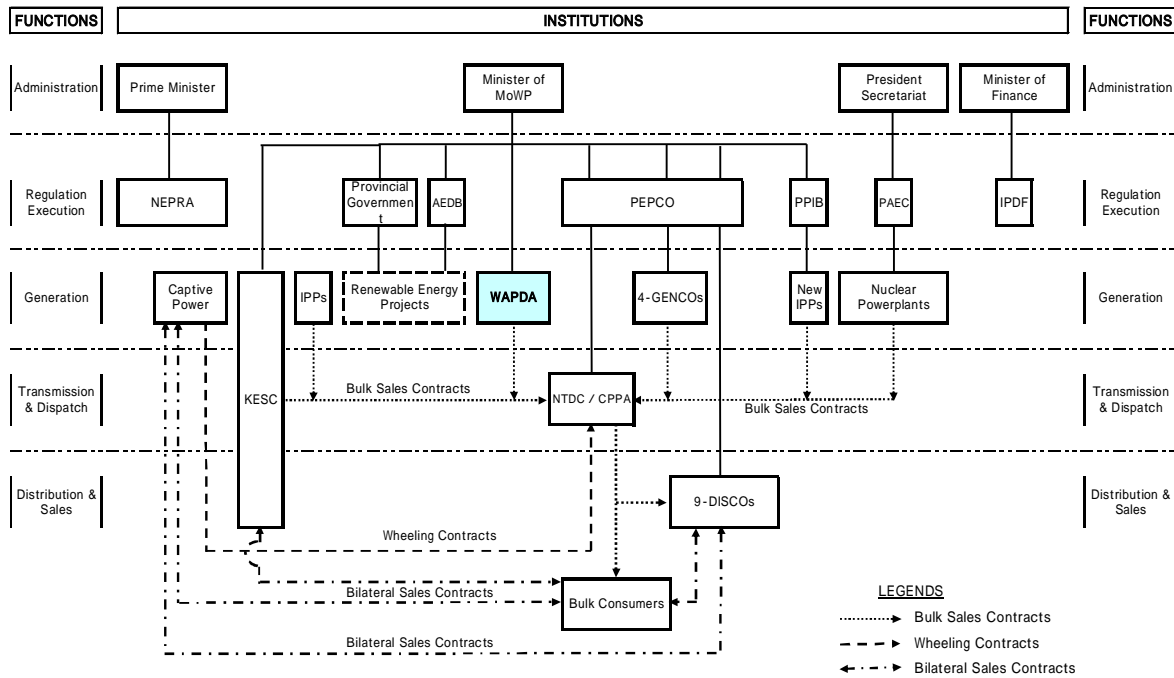 FUNCTIONS
INSTITUTIONS
FUNCTIONS
Administration
Prime Minister
Minister of
MoWP
President
Secretariat
Minister of
Finance
Administration
Regulation
Execution
NEPRA
Provincial
Governmen
t
AEDB
PEPCO
PPIB
PAEC
IPDF
Regulation
Execution
Generation
Captive
Power
IPPs
Renewable Energy
Projects
WAPDA
4-GENCOs
New
IPPs
Nuclear
Powerplants
Generation
Transmission
& Dispatch
KESC
Bulk Sales Contracts
NTDC / CPPA
Bulk Sales Contracts
Transmission
& Dispatch
Distribution &
Sales
9-DISCOs
Distribution &
Sales
Wheeling Contracts
Bilateral Sales Contracts
Bulk Consumers
Bilateral Sales Contracts
LEGENDS
Bulk Sales Contracts
Wheeling Contracts
Bilateral Sales Contracts